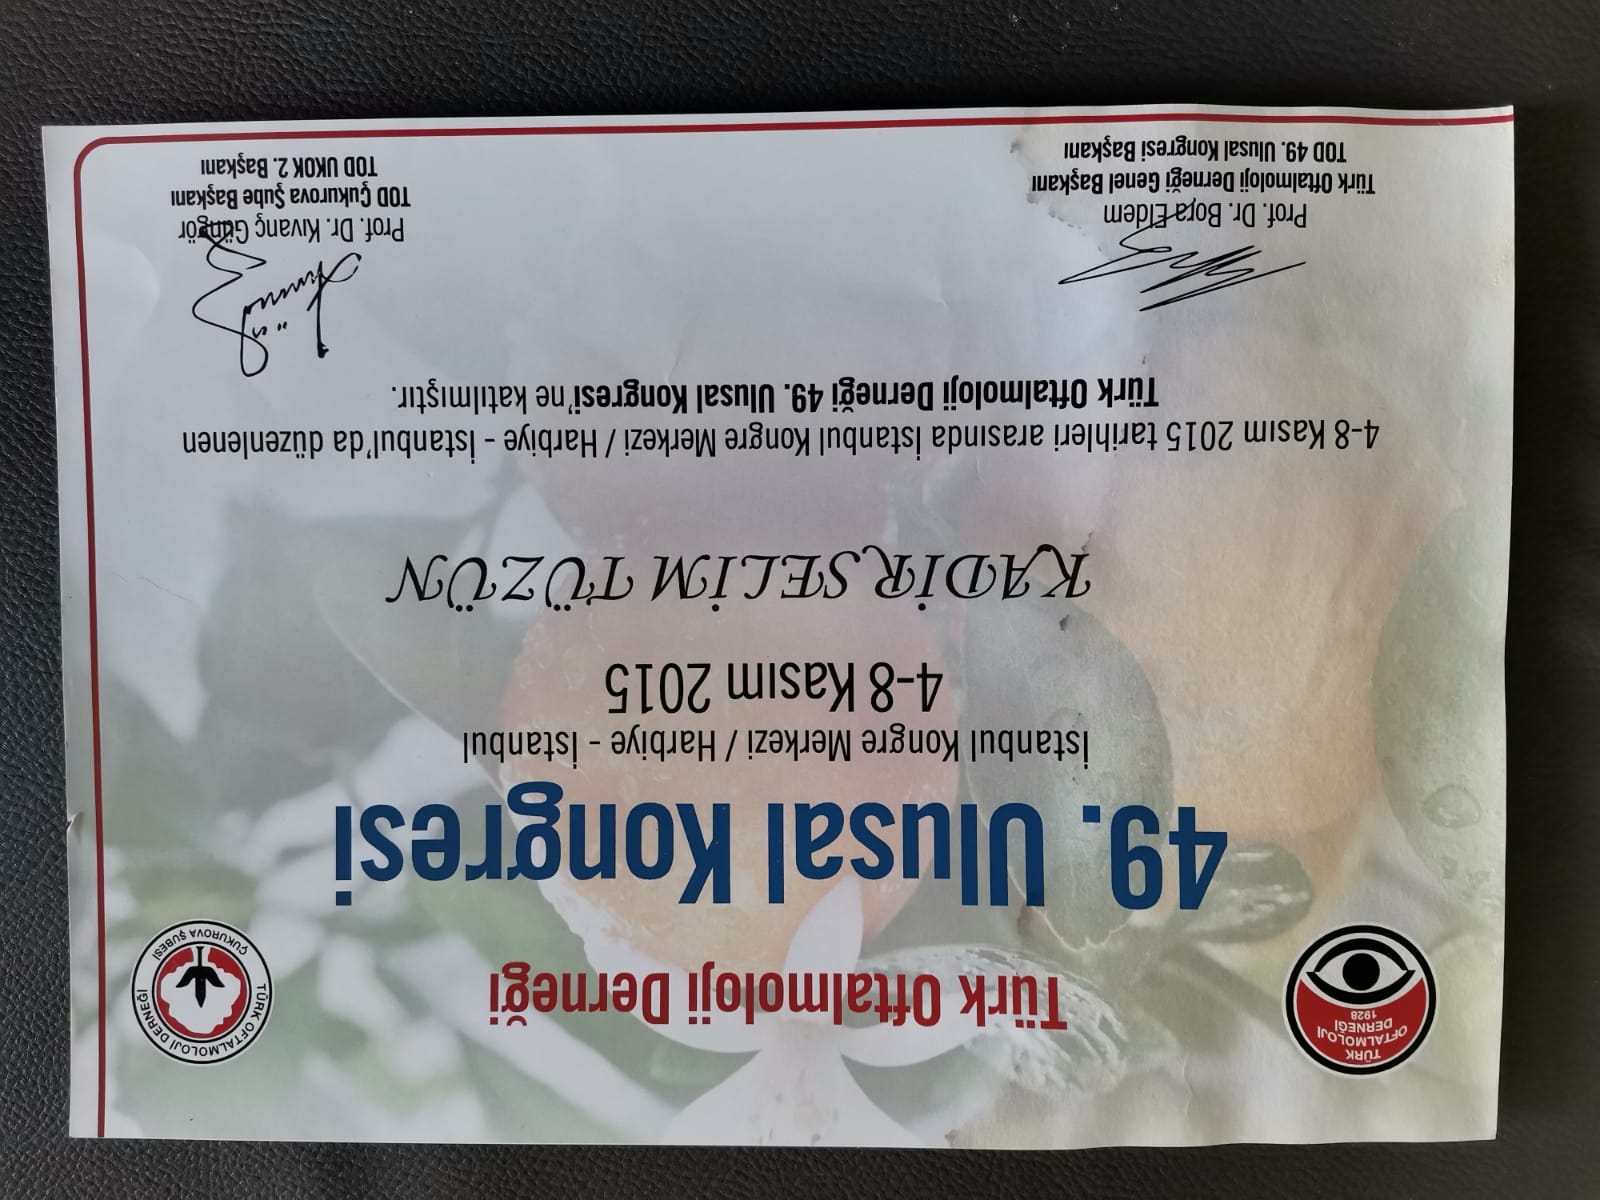 Türk Oftalmoloji Derneği
49. Ulusal Kongresi
İstanbul Kongre Merkezi / Harbiye - İstanbul
4-8 Kasım 2015
KADİR SELİM TÜZÜN
4-8 Kasım 2015 tarihleri arasında İstanbul Kongre Merkezi / Harbiye - İstanbul'da düzenlenen
Türk Oftalmoloji Derneği 49. Ulusal Kongresi'ne katılmıştır.
Prof. Dr. Bora Eldem
Türk Oftalmoloji Derneği Genel Başkanı
TOD 49. Ulusal Kongresi Başkanı
Prof. Dr. Kıvanç Güngör
TOD Çukurova Şube Başkanı
TOD UKOK 2. Başkanı
TÜRK
OFTALMOLOJİ
DERNEĞİ
1928
TÜRK OFTALMOLOJİ DERNEĞİ
ÇUKUROVA ŞUBESİ